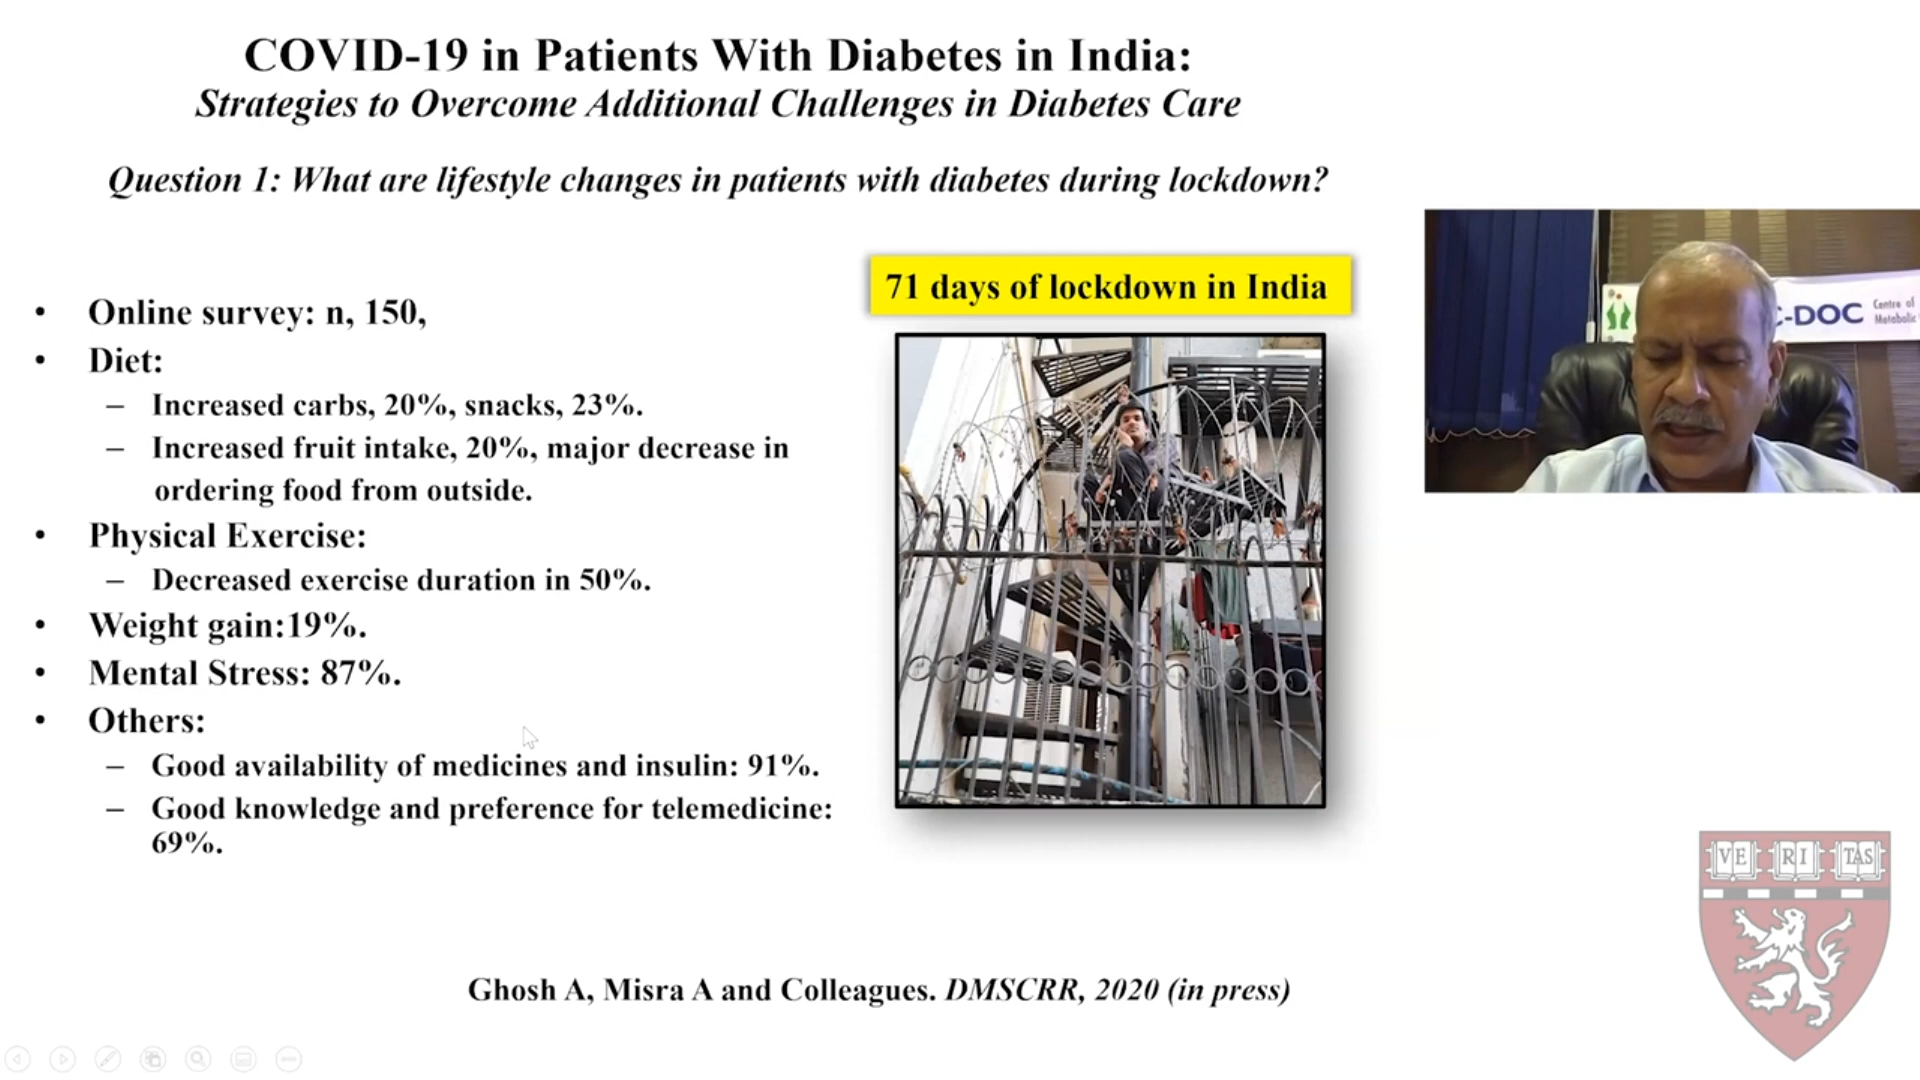 COVID-19 in Patients With Diabetes in India:
Strategies to Overcome Additional Challenges in Diabetes Care
Question 1: What are lifestyle changes in patients with diabetes during lockdown?
71 days of lockdown in India
• Online survey: n, 150,
• Diet:
– Increased carbs, 20%, snacks, 23%.
– Increased fruit intake, 20%, major decrease in
ordering food from outside.
• Physical Exercise:
– Decreased exercise duration in 50%.
• Weight gain:19%.
• Mental Stress: 87%.
• Others:
– Good availability of medicines and insulin: 91%.
– Good knowledge and preference for telemedicine:
69%.
C-DOC
Centre of
Metabolic
VE RI TAS
Ghosh A, Misra A and Colleagues. DMSCRR, 2020 (in press)